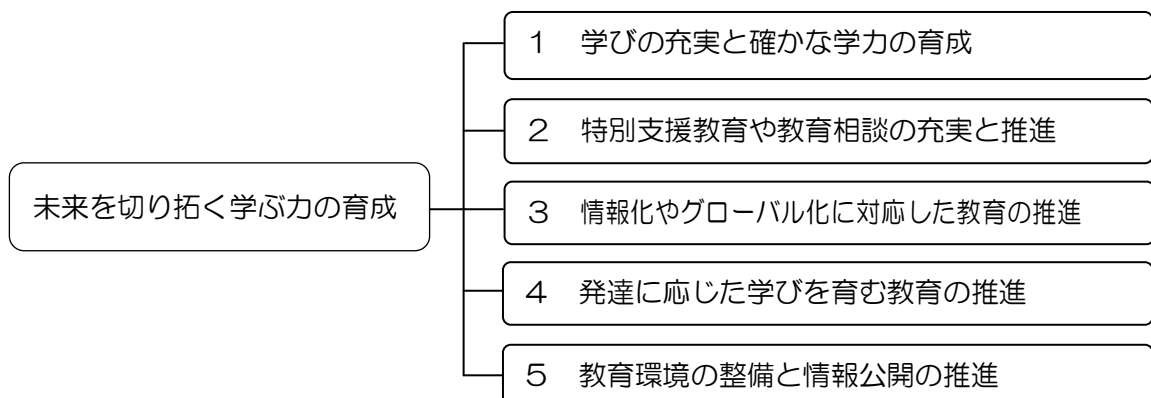 未来を切り拓く学ぶ力の育成
１　学びの充実と確かな学力の育成
２　特別支援教育や教育相談の充実と推進
３　情報化やグローバル化に対応した教育の推進
４　発達に応じた学びを育む教育の推進
５　教育環境の整備と情報公開の推進